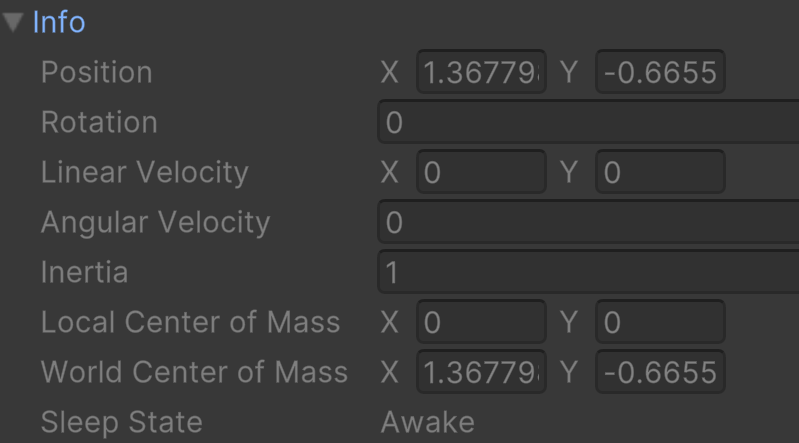 Info
Position X 1.36779 Y -0.6655
Rotation 0
Linear Velocity X 0 Y 0
Angular Velocity 0
Inertia 1
Local Center of Mass X 0 Y 0
World Center of Mass X 1.36779 Y -0.6655
Sleep State Awake